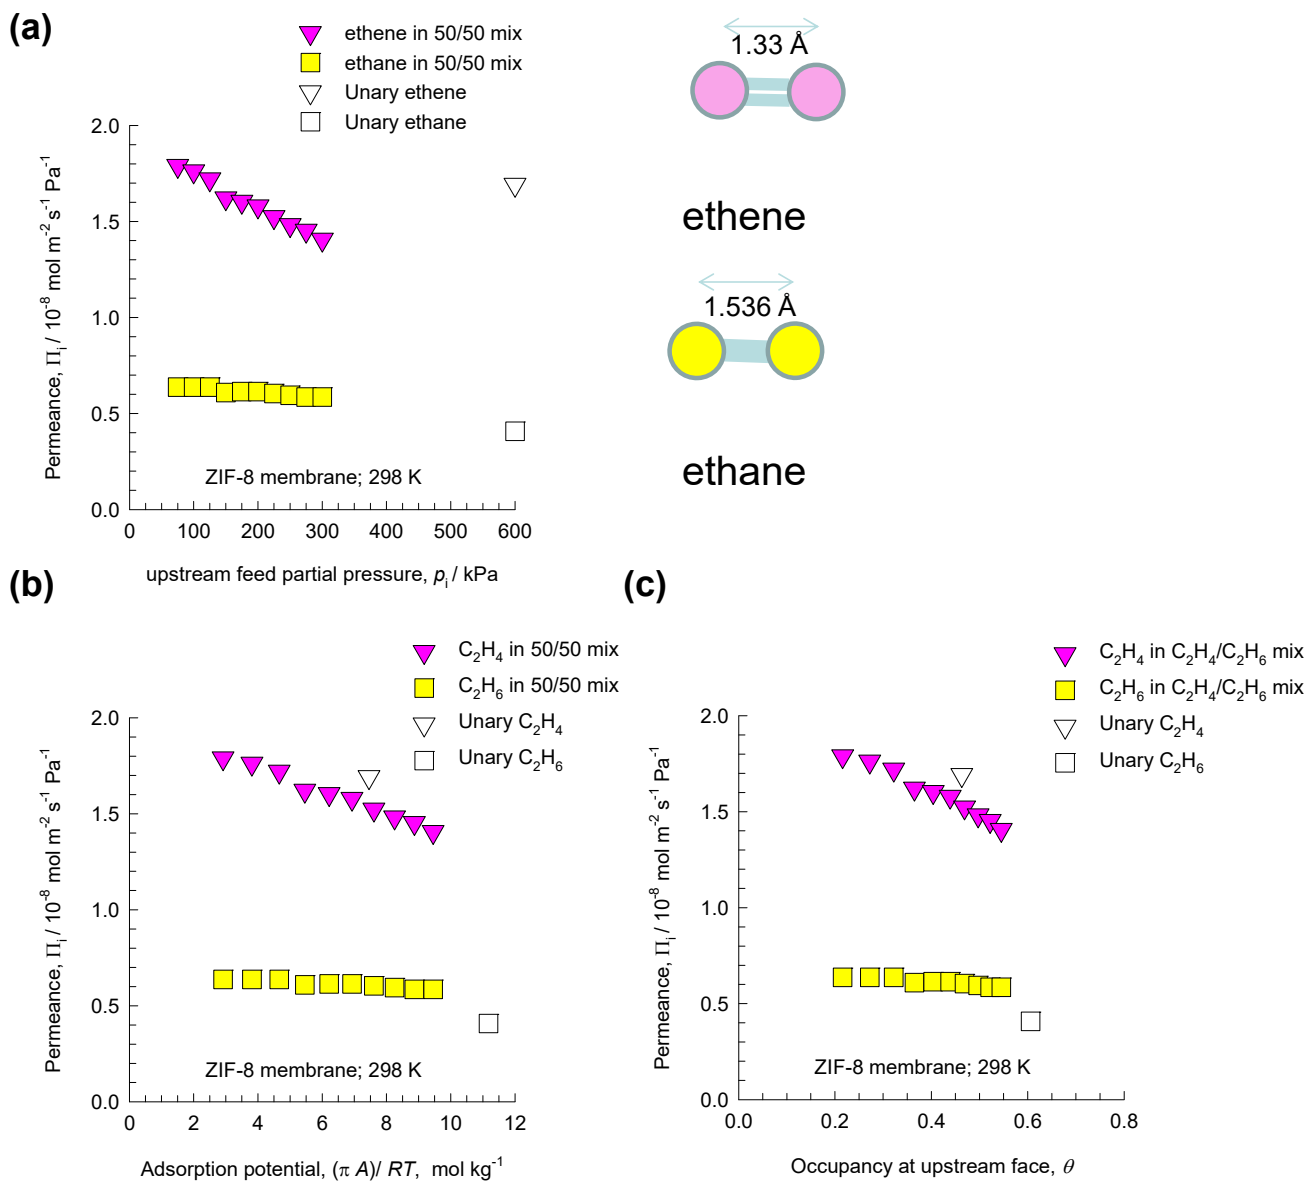 (a)
ethene in 50/50 mix
ethane in 50/50 mix
Unary ethene
Unary ethane
2.0
1.5
1.0
0.5
0.0
Permeance, Πi / 10-8 mol m-2 s-1 Pa-1
ZIF-8 membrane; 298 K
0 100 200 300 400 500 600
upstream feed partial pressure, pi / kPa
1.33 Å
ethene
1.536 Å
ethane
(b)
C2H4 in 50/50 mix
C2H6 in 50/50 mix
Unary C2H4
Unary C2H6
2.0
1.5
1.0
0.5
0.0
Permeance, Πi / 10-8 mol m-2 s-1 Pa-1
ZIF-8 membrane; 298 K
0 2 4 6 8 10 12
Adsorption potential, (π A)/ RT, mol kg-1
(c)
C2H4 in C2H4/C2H6 mix
C2H6 in C2H4/C2H6 mix
Unary C2H4
Unary C2H6
2.0
1.5
1.0
0.5
0.0
Permeance, Πi / 10-8 mol m-2 s-1 Pa-1
ZIF-8 membrane; 298 K
0.0 0.2 0.4 0.6 0.8
Occupancy at upstream face, θ